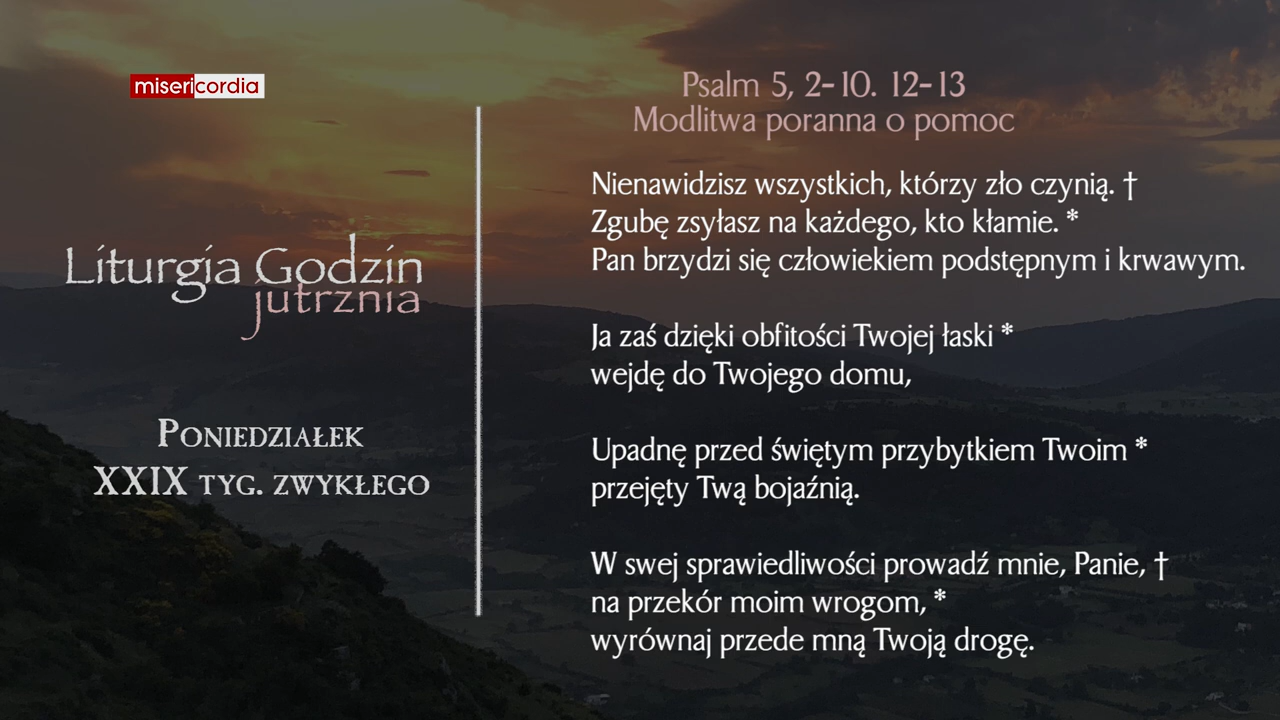 misericordia
Liturgia Godzin
jutrznia
Poniedziałek
XXIX tyg. zwykłego
Psalm 5, 2-10. 12-13
Modlitwa poranna o pomoc
Nienawidzisz wszystkich, którzy zło czynią. †
Zgubę zsyłasz na każdego, kto kłamie. *
Pan brzydzi się człowiekiem podstępnym i krwawym.
Ja zaś dzięki obfitości Twojej łaski *
wejdę do Twojego domu,
Upadnę przed świętym przybytkiem Twoim *
przejęty Twą bojaźnią.
W swej sprawiedliwości prowadź mnie, Panie, †
na przekór moim wrogom, *
wyrównaj przede mną Twoją drogę.